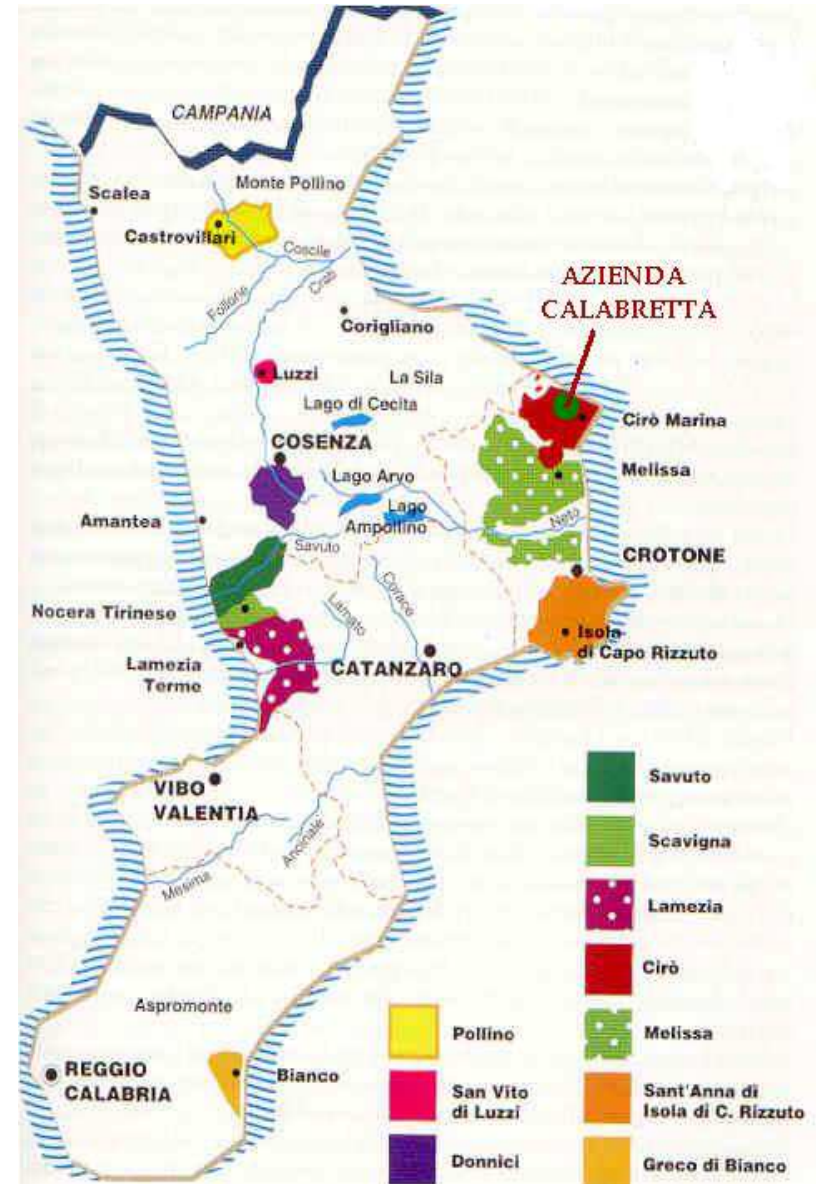 CAMPANIA
Monte Pollino
Scalea
Castrovillari
Coscile
Follone
Crati
Corigliano
AZIENDA
CALABRETTA
Luzzi
La Sila
Lago di Cecita
Cirò Marina
COSENZA
Melissa
Lago Arvo
Lago
Ampollino
Neto
Amantea
Savuto
CROTONE
Corace
Lamato
Nocera Tirinese
Isola
di Capo Rizzuto
Lamezia
Terme
CATANZARO
VIBO
VALENTIA
Ancinale
Mesima
Aspromonte
REGGIO
CALABRIA
Bianco
Savuto
Scavigna
Lamezia
Cirò
Melissa
Sant'Anna di
Isola di C. Rizzuto
Greco di Bianco
Pollino
San Vito
di Luzzi
Donnici